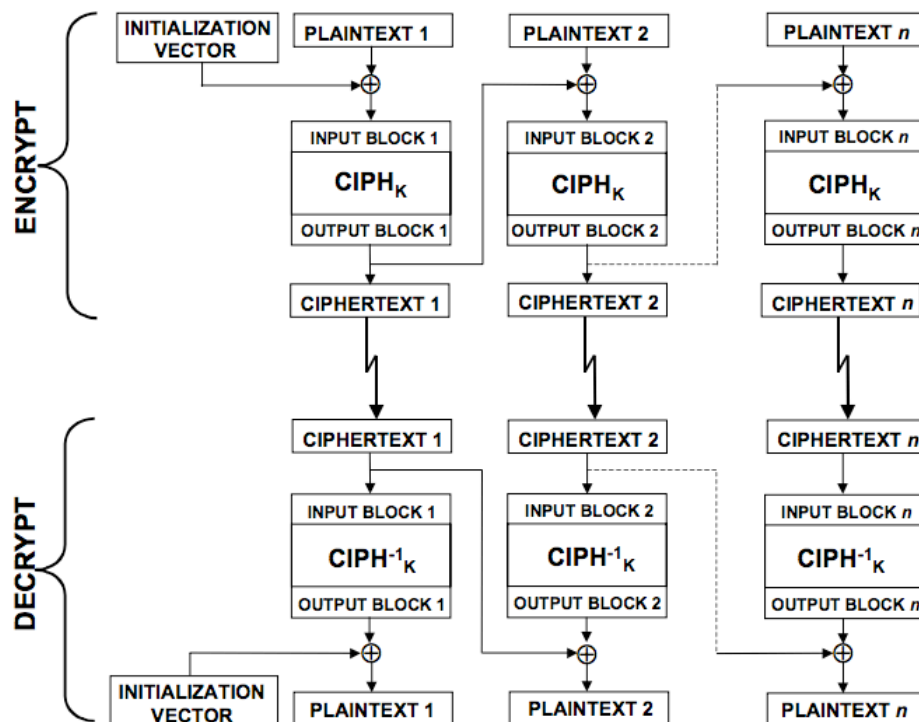 ENCRYPT
INITIALIZATION
VECTOR
PLAINTEXT 1
PLAINTEXT 2
PLAINTEXT n
INPUT BLOCK 1
INPUT BLOCK 2
INPUT BLOCK n
CIPHK
CIPHK
CIPHK
OUTPUT BLOCK 1
OUTPUT BLOCK 2
OUTPUT BLOCK n
CIPHERTEXT 1
CIPHERTEXT 2
CIPHERTEXT n
DECRYPT
CIPHERTEXT 1
CIPHERTEXT 2
CIPHERTEXT n
INPUT BLOCK 1
INPUT BLOCK 2
INPUT BLOCK n
CIPH-1K
CIPH-1K
CIPH-1K
OUTPUT BLOCK 1
OUTPUT BLOCK 2
OUTPUT BLOCK n
INITIALIZATION
VECTOR
PLAINTEXT 1
PLAINTEXT 2
PLAINTEXT n